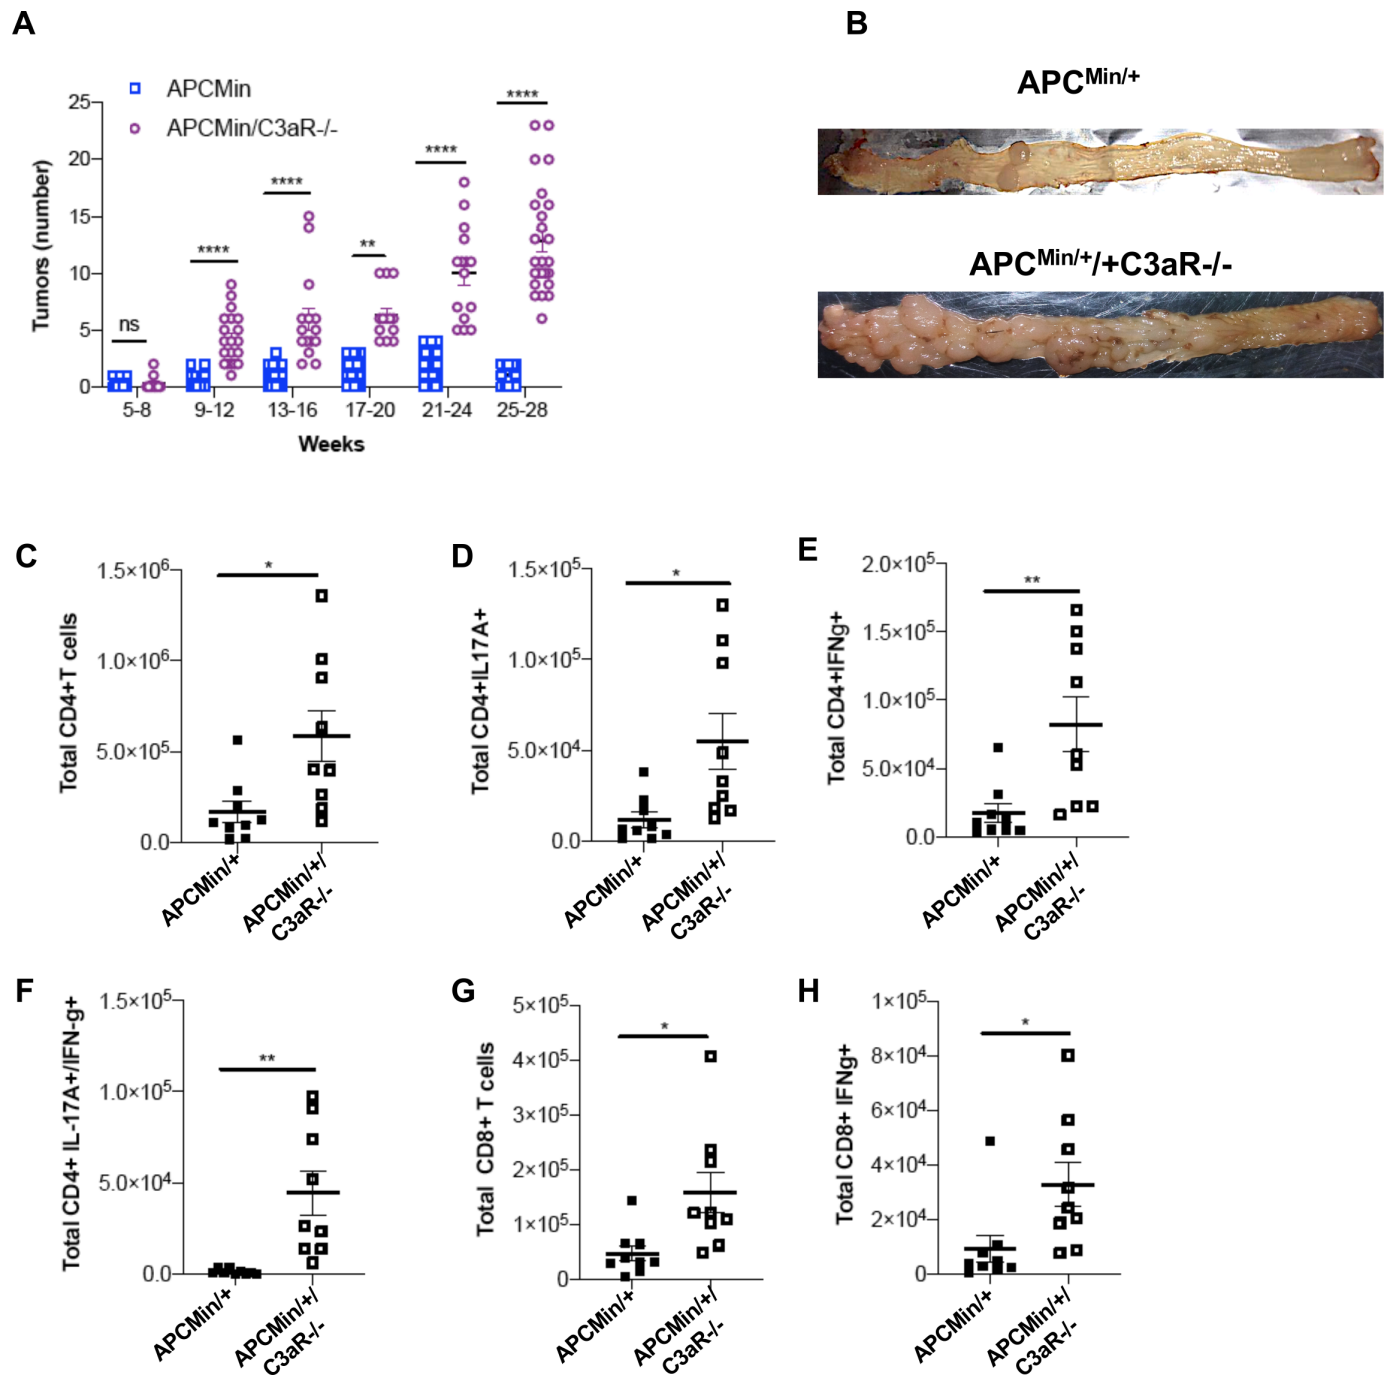 A
APCMin
APCMin/C3aR-/-
Tumors (number)
25
20
15
10
5
0
ns
****
****
**
****
****
5-8
9-12
13-16
17-20
21-24
25-28
Weeks
B
APCMin/+
APCMin/+/+C3aR-/-
C
Total CD4+T cells
1.5×10⁶
1.0×10⁶
5.0×10⁵
0.0
*
APCMin/+
APCMin/+/
C3aR-/-
D
Total CD4+IL17A+
1.5×10⁵
1.0×10⁵
5.0×10⁴
0.0
*
APCMin/+
APCMin/+/
C3aR-/-
E
Total CD4+IFNg+
2.0×10⁵
1.5×10⁵
1.0×10⁵
5.0×10⁴
0.0
**
APCMin/+
APCMin/+/
C3aR-/-
F
Total CD4+ IL-17A+/IFN-g+
1.5×10⁵
1.0×10⁵
5.0×10⁴
0.0
**
APCMin/+
APCMin/+/
C3aR-/-
G
Total CD8+ T cells
5×10⁵
4×10⁵
3×10⁵
2×10⁵
1×10⁵
0
*
APCMin/+
APCMin/+/
C3aR-/-
H
Total CD8+ IFNg+
1×10⁵
8×10⁴
6×10⁴
4×10⁴
2×10⁴
0
*
APCMin/+
APCMin/+/
C3aR-/-